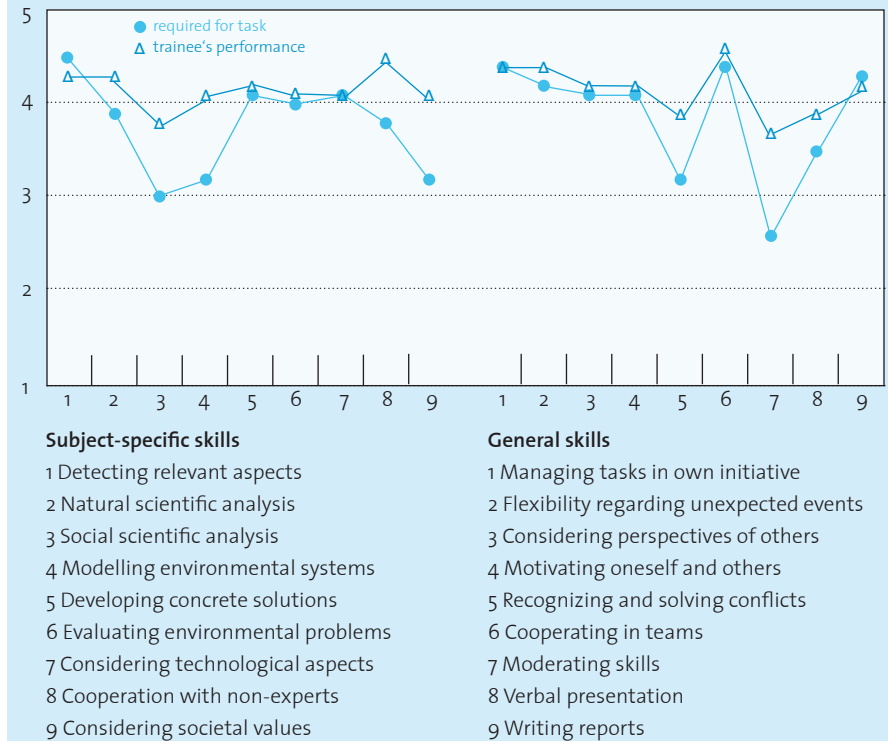 5
required for task
trainee's performance
4
3
2
1
1 2 3 4 5 6 7 8 9 1 2 3 4 5 6 7 8 9
Subject-specific skills
1 Detecting relevant aspects
2 Natural scientific analysis
3 Social scientific analysis
4 Modelling environmental systems
5 Developing concrete solutions
6 Evaluating environmental problems
7 Considering technological aspects
8 Cooperation with non-experts
9 Considering societal values
General skills
1 Managing tasks in own initiative
2 Flexibility regarding unexpected events
3 Considering perspectives of others
4 Motivating oneself and others
5 Recognizing and solving conflicts
6 Cooperating in teams
7 Moderating skills
8 Verbal presentation
9 Writing reports